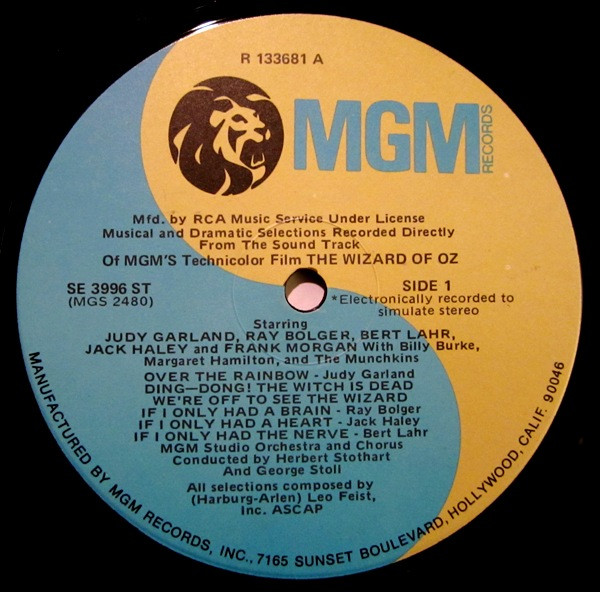 R 133681 A
MGM
RECORDS
Mfd. by RCA Music Service Under License
Musical and Dramatic Selections Recorded Directly
From The Sound Track
Of MGM'S Technicolor Film THE WIZARD OF OZ
SE 3996 ST
(MGS 2480)
SIDE 1
*Electronically recorded to
simulate stereo
Starring
JUDY GARLAND, RAY BOLGER, BERT LAHR,
JACK HALEY and FRANK MORGAN With Billy Burke,
Margaret Hamilton, and The Munchkins
OVER THE RAINBOW - Judy Garland
DING—DONG! THE WITCH IS DEAD
WE'RE OFF TO SEE THE WIZARD
IF I ONLY HAD A BRAIN - Ray Bolger
IF I ONLY HAD A HEART - Jack Haley
IF I ONLY HAD THE NERVE - Bert Lahr
MGM Studio Orchestra and Chorus
Conducted by Herbert Stothart
And George Stoll
All selections composed by
(Harburg-Arlen) Leo Feist,
Inc. ASCAP
MANUFACTURED BY MGM RECORDS, INC., 7165 SUNSET BOULEVARD, HOLLYWOOD, CALIF. 90046